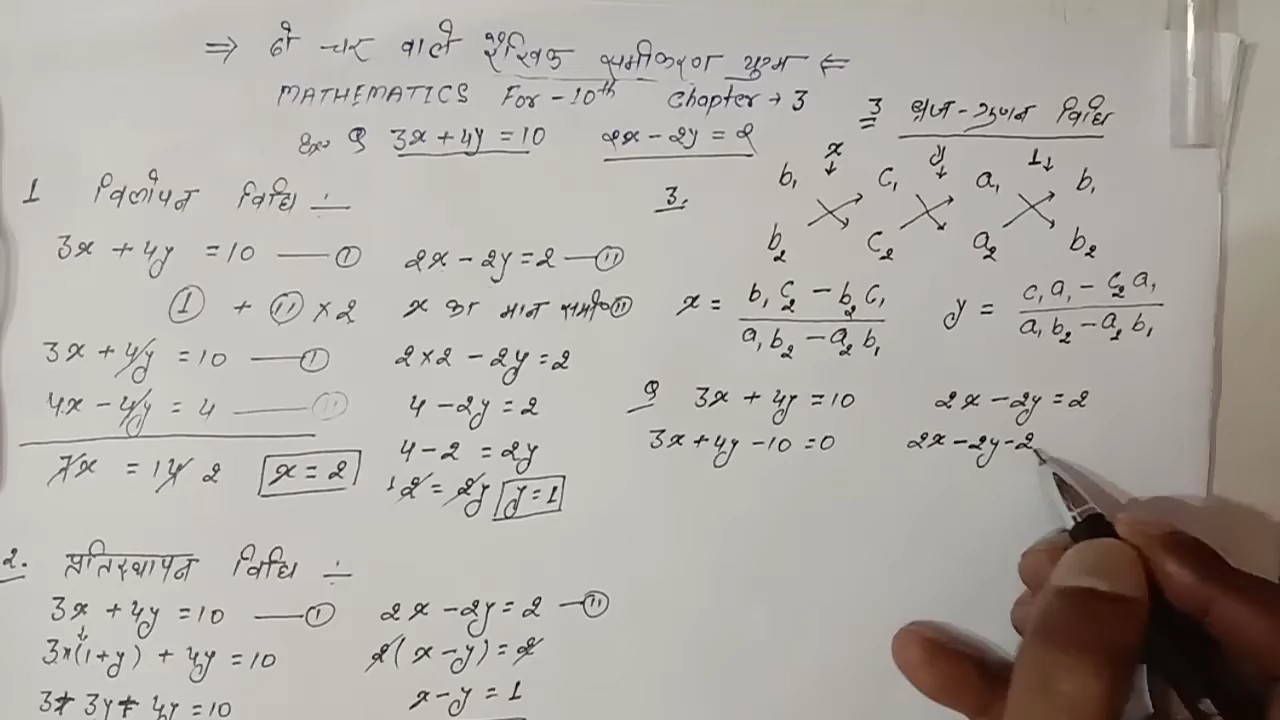 ⇒ दो चर वाले रैखिक समीकरण युग्म ⇐
MATHEMATICS For - 10th Chapter → 3
Ex. Q 3x + 4y = 10 2x - 2y = 2
1 विलोपन विधि :-
3x + 4y = 10 —— (I) 2x - 2y = 2 — (II)
(I) + (II) × 2 x का मान समी० (II)
3x + 4y = 10 —— (I) 2×2 - 2y = 2
4x - 4y = 4 —— (II) 4 - 2y = 2
7x = 14 2 x = 2 4 - 2 = 2y
1 2 = 2y y = 1
2. प्रतिस्थापन विधि :-
3x + 4y = 10 —— (I) 2x - 2y = 2 — (II)
3×(1+y) + 4y = 10 2(x - y) = 2
3+ 3y+ 4y = 10 x - y = 1
3 बज्र-गुणन विधि
x ↓ y ↓ 1 ↓
3. b₁ c₁ a₁ b₁
b₂ c₂ a₂ b₂
x = b₁c₂ - b₂c₁ / a₁b₂ - a₂b₁ y = c₁a₁ - c₂a₁ / a₁b₂ - a₂b₁
Q 3x + 4y = 10 2x - 2y = 2
3x + 4y - 10 = 0 2x - 2y - 2